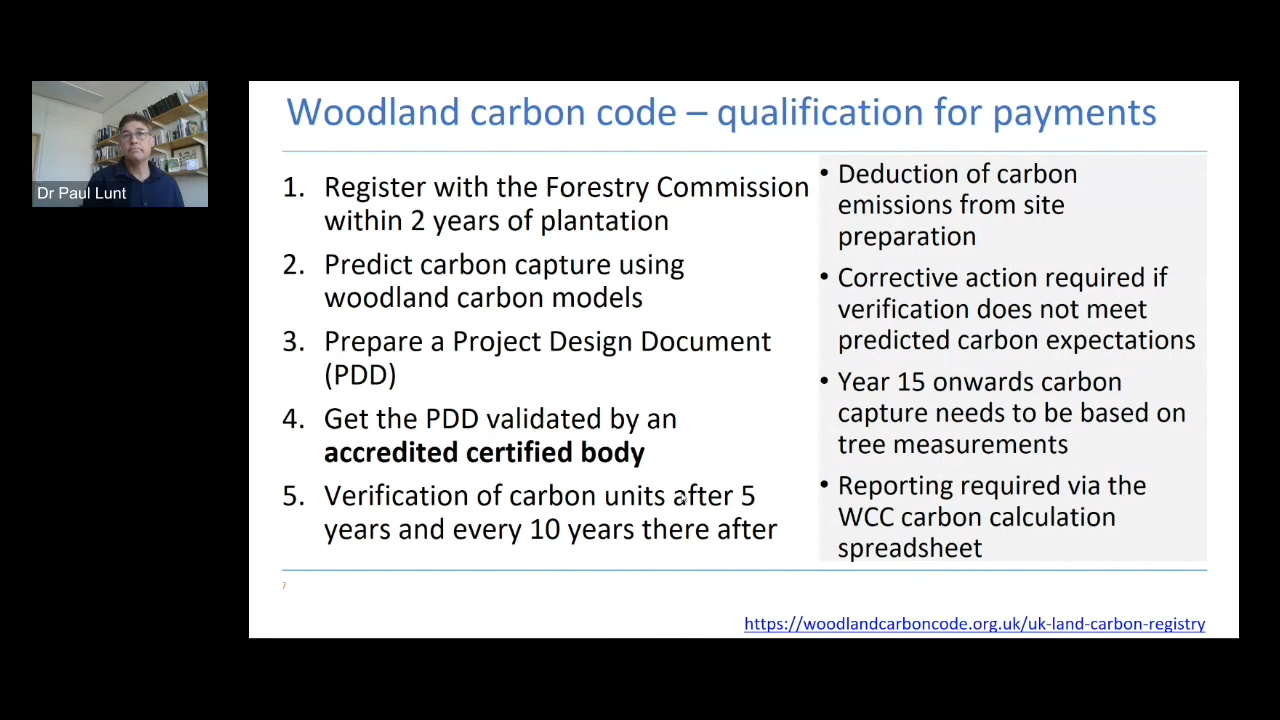 Dr Paul Lunt
Woodland carbon code – qualification for payments
1. Register with the Forestry Commission
within 2 years of plantation
2. Predict carbon capture using
woodland carbon models
3. Prepare a Project Design Document
(PDD)
4. Get the PDD validated by an
accredited certified body
5. Verification of carbon units after 5
years and every 10 years there after
• Deduction of carbon
emissions from site
preparation
• Corrective action required if
verification does not meet
predicted carbon expectations
• Year 15 onwards carbon
capture needs to be based on
tree measurements
• Reporting required via the
WCC carbon calculation
spreadsheet
7
https://woodlandcarboncode.org.uk/uk-land-carbon-registry